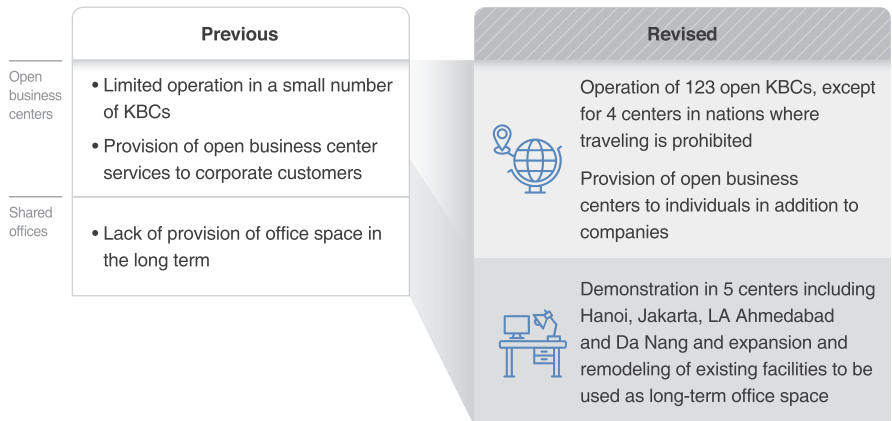 Previous
Revised
Open
business
centers
• Limited operation in a small number
of KBCs
• Provision of open business center
services to corporate customers
Operation of 123 open KBCs, except
for 4 centers in nations where
traveling is prohibited
Provision of open business
centers to individuals in addition to
companies
Shared
offices
• Lack of provision of office space in
the long term
Demonstration in 5 centers including
Hanoi, Jakarta, LA Ahmedabad
and Da Nang and expansion and
remodeling of existing facilities to be
used as long-term office space